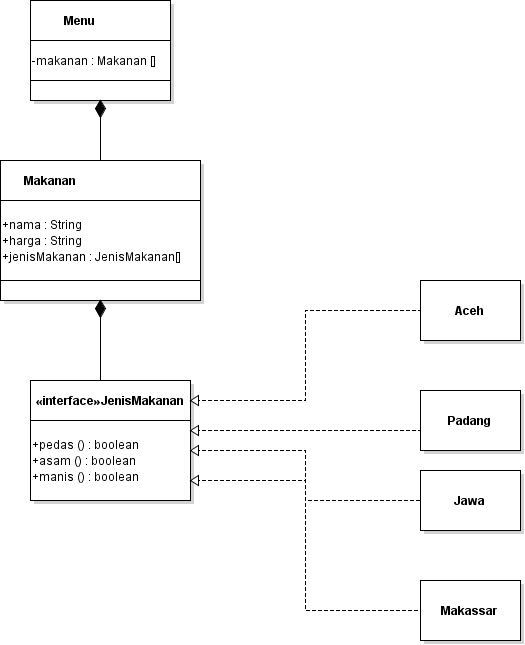 Menu
-makanan : Makanan []
Makanan
+nama : String
+harga : String
+jenisMakanan : JenisMakanan[]
Aceh
«interface»JenisMakanan
Padang
+pedas () : boolean
+asam () : boolean
+manis () : boolean
Jawa
Makassar